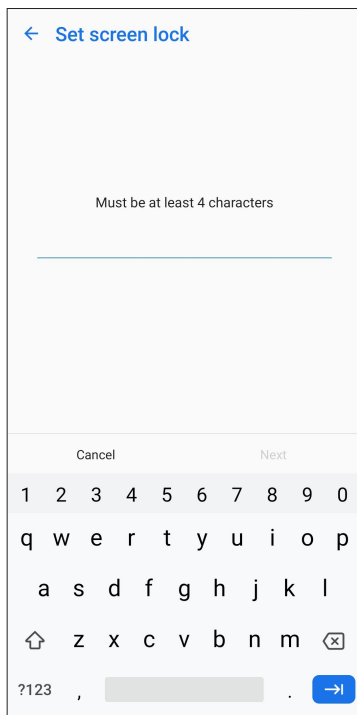 Set screen lock
Must be at least 4 characters
Cancel Next
1 2 3 4 5 6 7 8 9 0
q w e r t y u i o p
a s d f g h j k l
z x c v b n m
?123 , .